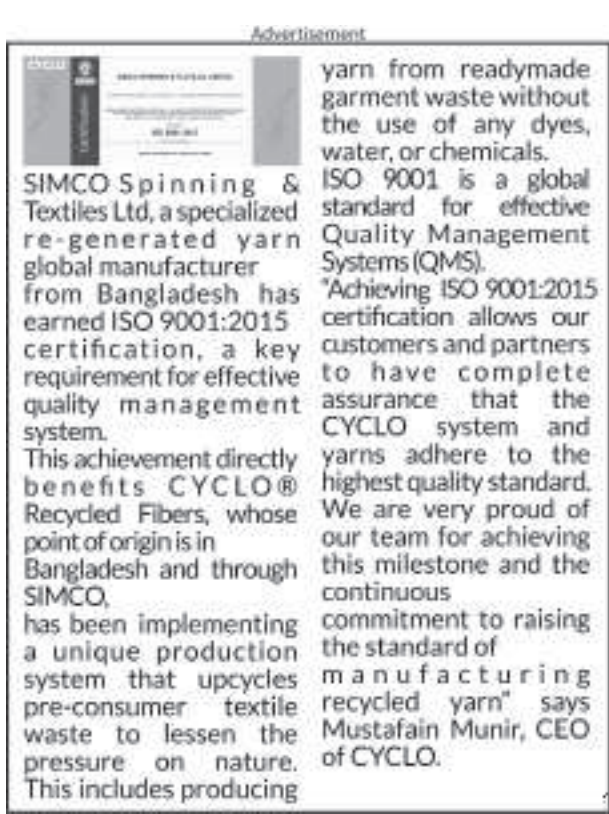 Advertisement
CYCLO
Certification
SIMCO Spinning &
Textiles Ltd, a specialized
re-generated yarn
global manufacturer
from Bangladesh has
earned ISO 9001:2015
certification, a key
requirement for effective
quality management
system.
This achievement directly
benefits CYCLO®
Recycled Fibers, whose
point of origin is in
Bangladesh and through
SIMCO,
has been implementing
a unique production
system that upcycles
pre-consumer textile
waste to lessen the
pressure on nature.
This includes producing
yarn from readymade
garment waste without
the use of any dyes,
water, or chemicals.
ISO 9001 is a global
standard for effective
Quality Management
Systems (QMS).
"Achieving ISO 9001:2015
certification allows our
customers and partners
to have complete
assurance that the
CYCLO system and
yarns adhere to the
highest quality standard.
We are very proud of
our team for achieving
this milestone and the
continuous
commitment to raising
the standard of
manufacturing
recycled yarn" says
Mustafain Munir, CEO
of CYCLO.